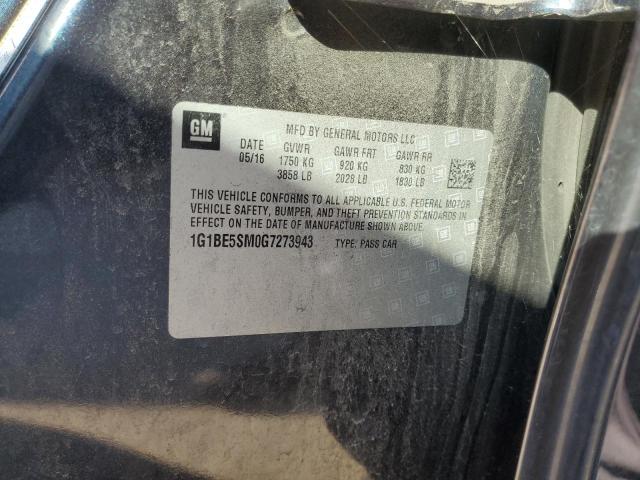 GM
MFD BY GENERAL MOTORS LLC
DATE GVWR GAWR FRT GAWR RR
05/16 1750 KG 920 KG 830 KG
3858 LB 2028 LB 1830 LB
THIS VEHICLE CONFORMS TO ALL APPLICABLE U.S. FEDERAL MOTOR
VEHICLE SAFETY, BUMPER, AND THEFT PREVENTION STANDARDS IN
EFFECT ON THE DATE OF MANUFACTURE SHOWN ABOVE.
1G1BE5SM0G7273943 TYPE: PASS CAR